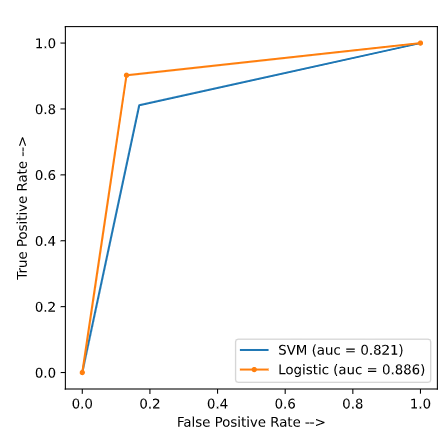 1.0
0.8
0.6
0.4
0.2
0.0
True Positive Rate -->
SVM (auc = 0.821)
Logistic (auc = 0.886)
0.0 0.2 0.4 0.6 0.8 1.0
False Positive Rate -->